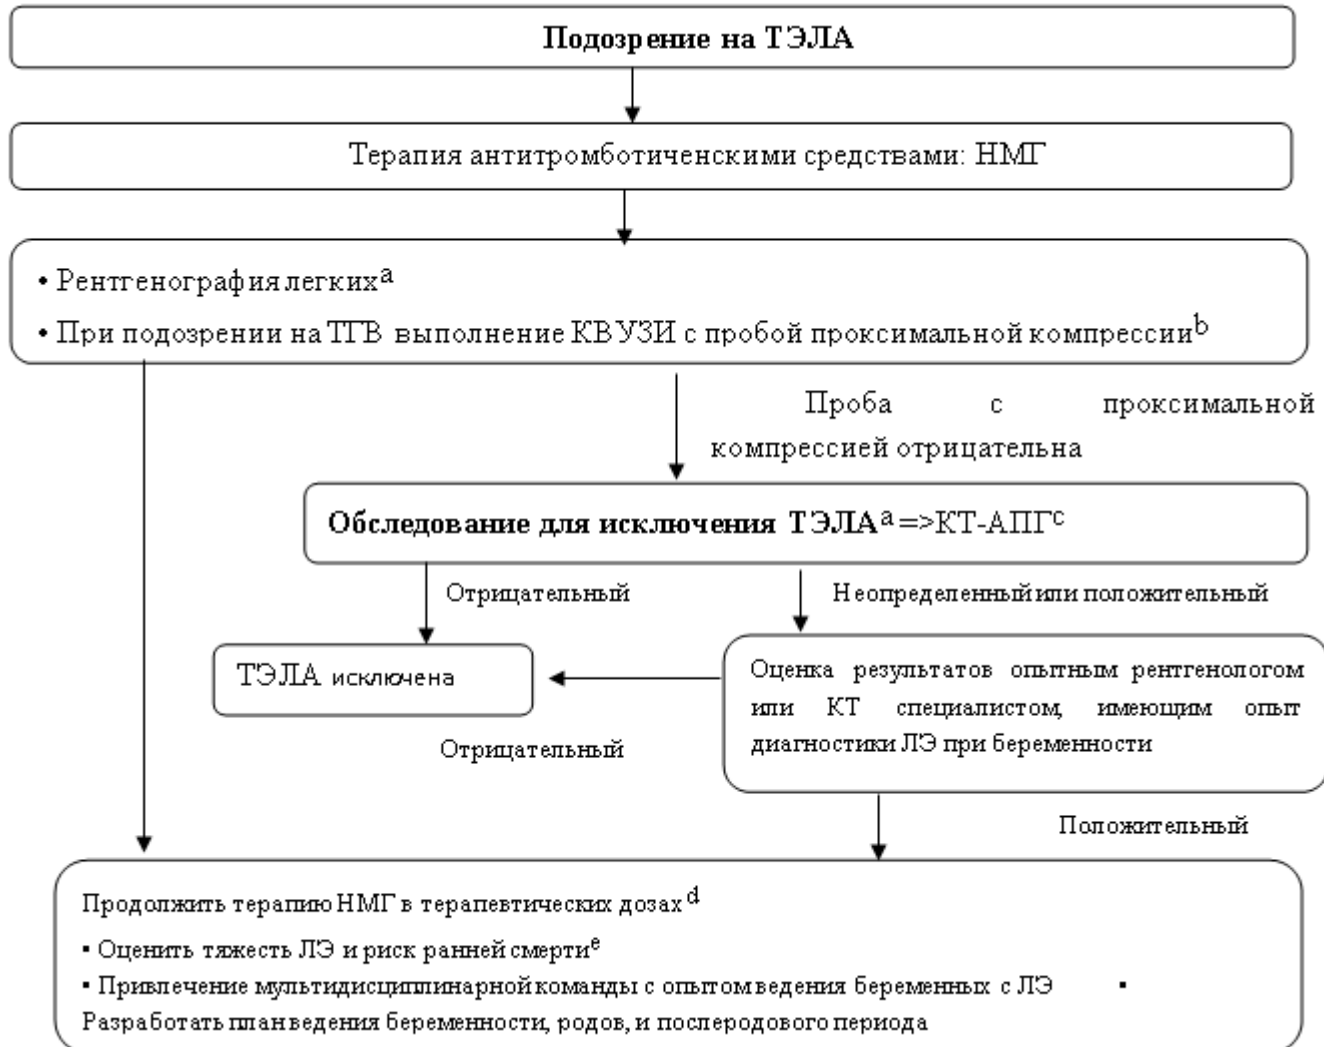 Подозрение на ТЭЛА
Терапия антитромботиченскими средствами: НМГ
• Рентгенография легких^a
• При подозрении на ТГВ выполнение КВУЗИ с пробой проксимальной компрессии^b
Проба с проксимальной
компрессией отрицательна
Обследование для исключения ТЭЛА^a =>КТ-АПГ^c
Отрицательный
Неопределенный или положительный
ТЭЛА исключена
Оценка результатов опытным рентгенологом
или КТ специалистом, имеющим опыт
диагностики ЛЭ при беременности
Отрицательный
Положительный
Продолжить терапию НМГ в терапевтических дозах^d
▪ Оценить тяжесть ЛЭ и риск ранней смерти^e
▪ Привлечение мультидисциплинарной команды с опытом ведения беременных с ЛЭ ▪
Разработать план ведения беременности, родов, и послеродового периода